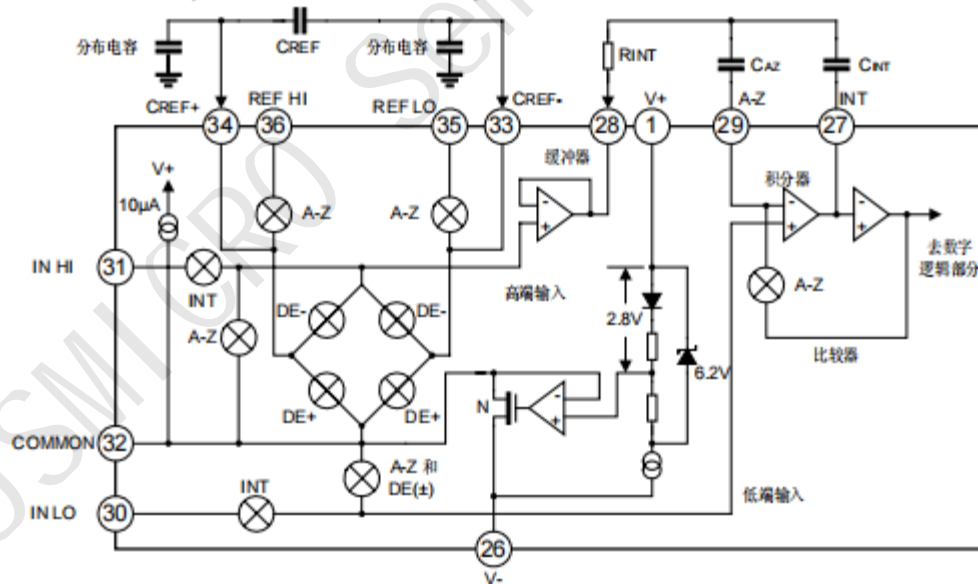 分布电容
CREF
分布电容
RINT
CAZ
CINT
CREF+
REF HI
REF LO
CREF-
V+
A-Z
INT
34
36
35
33
28
1
29
27
V+
10μA
A-Z
A-Z
缓冲器
-
+
积分器
-
+
去数字
逻辑部分
IN HI
31
INT
高端输入
A-Z
DE-
DE-
2.8V
A-Z
比较器
6.2V
DE+
DE+
N
-
+
COMMON
32
A-Z 和
DE(±)
INT
低端输入
IN LO
30
26
V-
OSMICRO Se